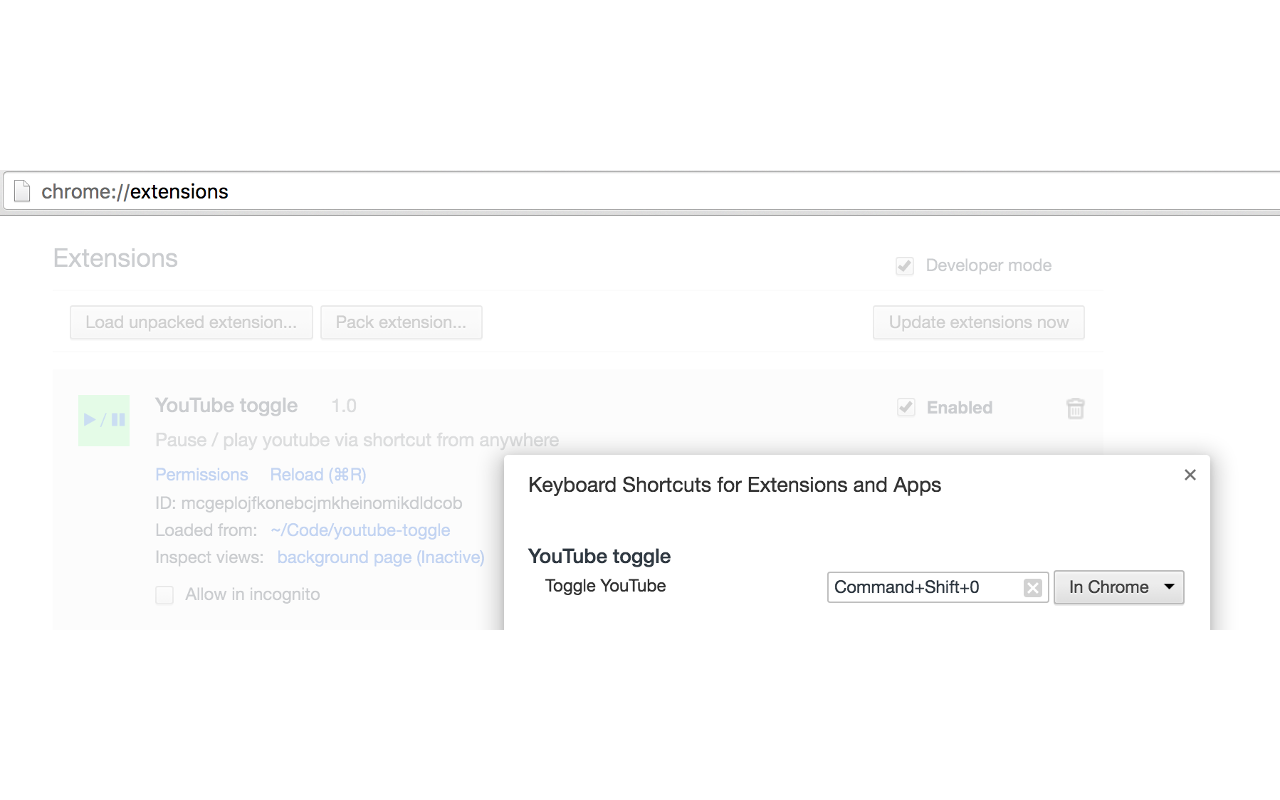 chrome://extensions
Extensions
Developer mode
Load unpacked extension... Pack extension... Update extensions now
YouTube toggle 1.0 Enabled
Pause / play youtube via shortcut from anywhere
Permissions Reload (⌘R)
ID: mcgeplojfkonebcjmkheinomikdldcob
Loaded from: ~/Code/youtube-toggle
Inspect views: background page (Inactive)
Allow in incognito
Keyboard Shortcuts for Extensions and Apps
YouTube toggle
Toggle YouTube Command+Shift+0 In Chrome